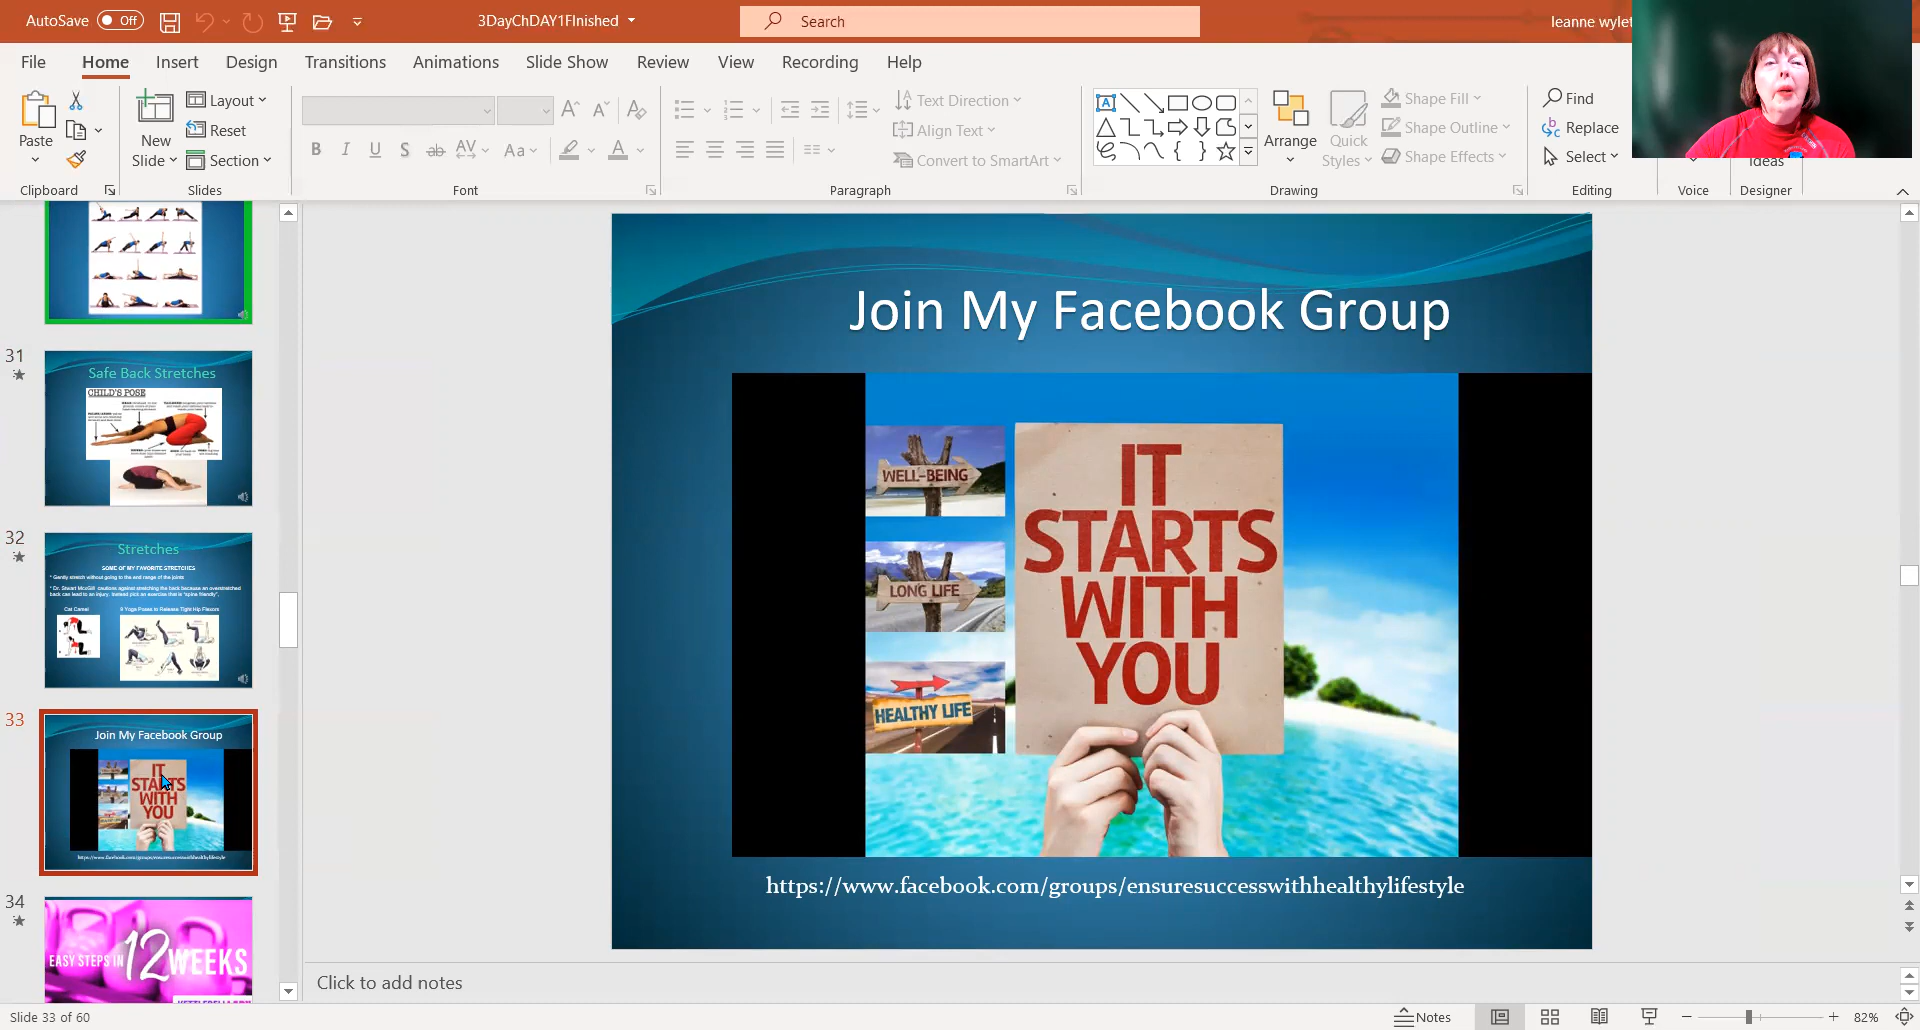 AutoSave Off
3DayChDAY1FInished
Search
leanne wylet
File Home Insert Design Transitions Animations Slide Show Review View Recording Help
Paste
Clipboard
New
Slide
Layout
Reset
Section
Slides
Font
Text Direction
Align Text
Convert to SmartArt
Paragraph
Arrange
Quick
Styles
Shape Fill
Shape Outline
Shape Effects
Drawing
Find
Replace
Select
Editing
Voice
Ideas
Designer
31
Safe Back Stretches
CHILD'S POSE
32
Stretches
SOME OF MY FAVORITE STRETCHES
* Gently stretch without going to the end range of the joints
* Dr. Stuart McGill cautions against stretching the back because an overstretched
back can lead to an injury. Instead pick an exercise that is "spine friendly",
Cat Camel
9 Yoga Poses to Release Tight Hip Flexors
33
Join My Facebook Group
IT
STARTS
WITH
YOU
https://www.facebook.com/groups/ensuresuccesswithhealthylifestyle
34
EASY STEPS IN 12 WEEKS
Join My Facebook Group
WELL-BEING
LONG LIFE
HEALTHY LIFE
IT
STARTS
WITH
YOU
https://www.facebook.com/groups/ensuresuccesswithhealthylifestyle
Click to add notes
Slide 33 of 60
Notes
82%